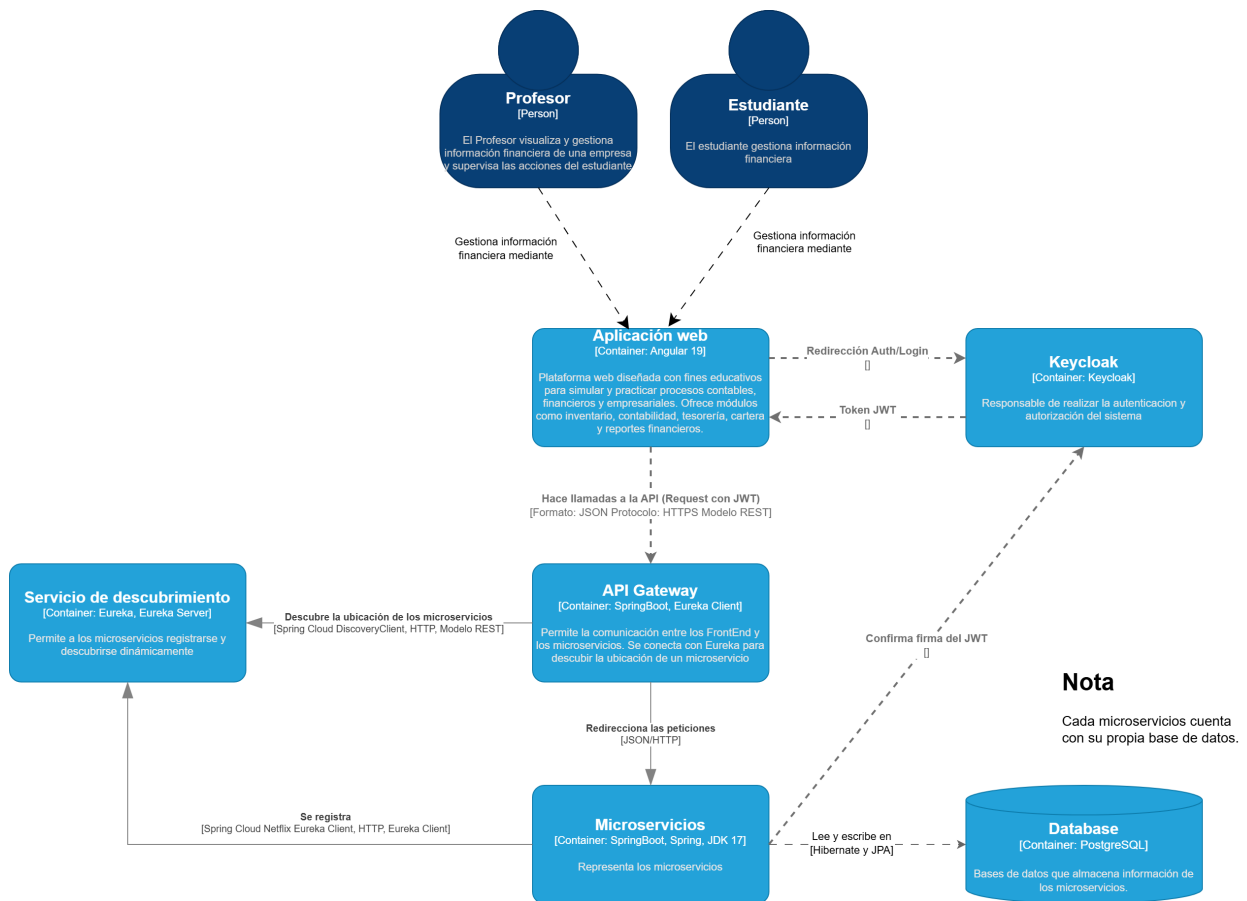 Profesor
[Person]
El Profesor visualiza y gestiona
información financiera de una empresa
y supervisa las acciones del estudiante
Estudiante
[Person]
El estudiante gestiona información
financiera
Gestiona información
financiera mediante
Gestiona información
financiera mediante
Aplicación web
[Container: Angular 19]
Plataforma web diseñada con fines educativos
para simular y practicar procesos contables,
financieros y empresariales. Ofrece módulos
como inventario, contabilidad, tesorería, cartera
y reportes financieros.
Redirección Auth/Login
[]
Token JWT
[]
Keycloak
[Container: Keycloak]
Responsable de realizar la autenticacion y
autorización del sistema
Hace llamadas a la API (Request con JWT)
[Formato: JSON Protocolo: HTTPS Modelo REST]
Servicio de descubrimiento
[Container: Eureka, Eureka Server]
Permite a los microservicios registrarse y
descubrirse dinámicamente
Descubre la ubicación de los microservicios
[Spring Cloud DiscoveryClient, HTTP, Modelo REST]
API Gateway
[Container: SpringBoot, Eureka Client]
Permite la comunicación entre los FrontEnd y
los microservicios. Se conecta con Eureka para
descubir la ubicación de un microservicio
Confirma firma del JWT
[]
Nota
Cada microservicios cuenta
con su propia base de datos.
Redirecciona las peticiones
[JSON/HTTP]
Se registra
[Spring Cloud Netflix Eureka Client, HTTP, Eureka Client]
Microservicios
[Container: SpringBoot, Spring, JDK 17]
Representa los microservicios
Lee y escribe en
[Hibernate y JPA]
Database
[Container: PostgreSQL]
Bases de datos que almacena información de
los microservicios.